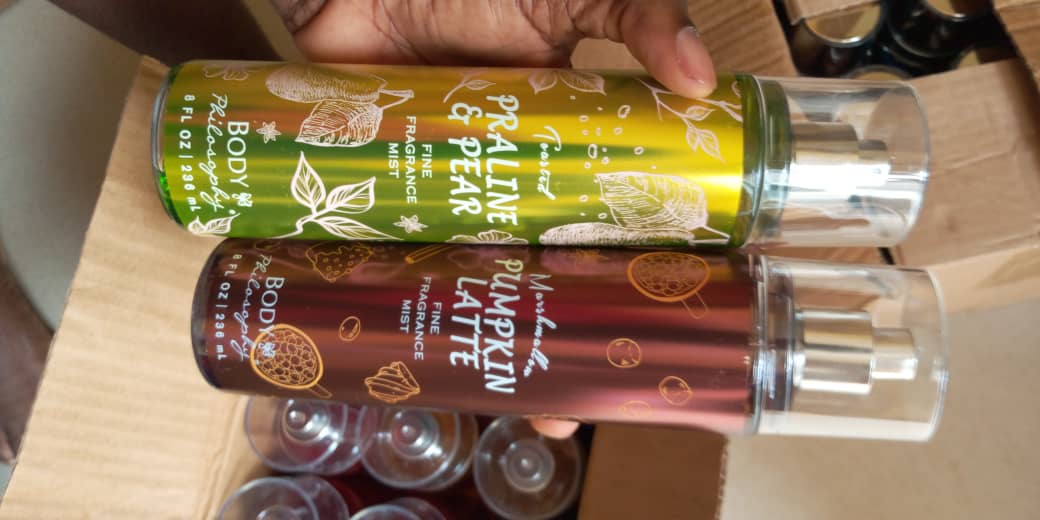 Toasted
PRALINE
& PEAR
FINE
FRAGRANCE
MIST
BODY
Philosophy
8 FL OZ | 236 mL
Marshmallow
PUMPKIN
LATTE
FINE
FRAGRANCE
MIST
BODY
Philosophy
8 FL OZ | 236 mL